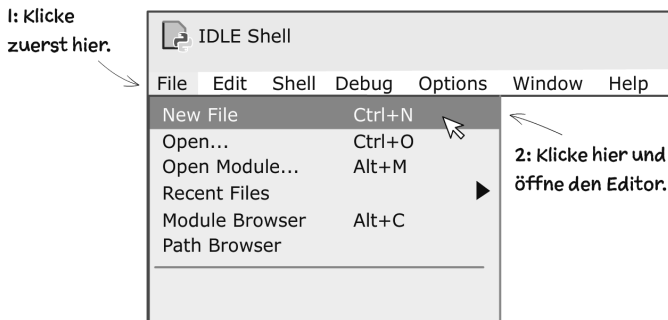 1: Klicke
zuerst hier.
IDLE Shell
File Edit Shell Debug Options Window Help
New File Ctrl+N
Open... Ctrl+O
Open Module... Alt+M
Recent Files
Module Browser Alt+C
Path Browser
2: Klicke hier und
öffne den Editor.